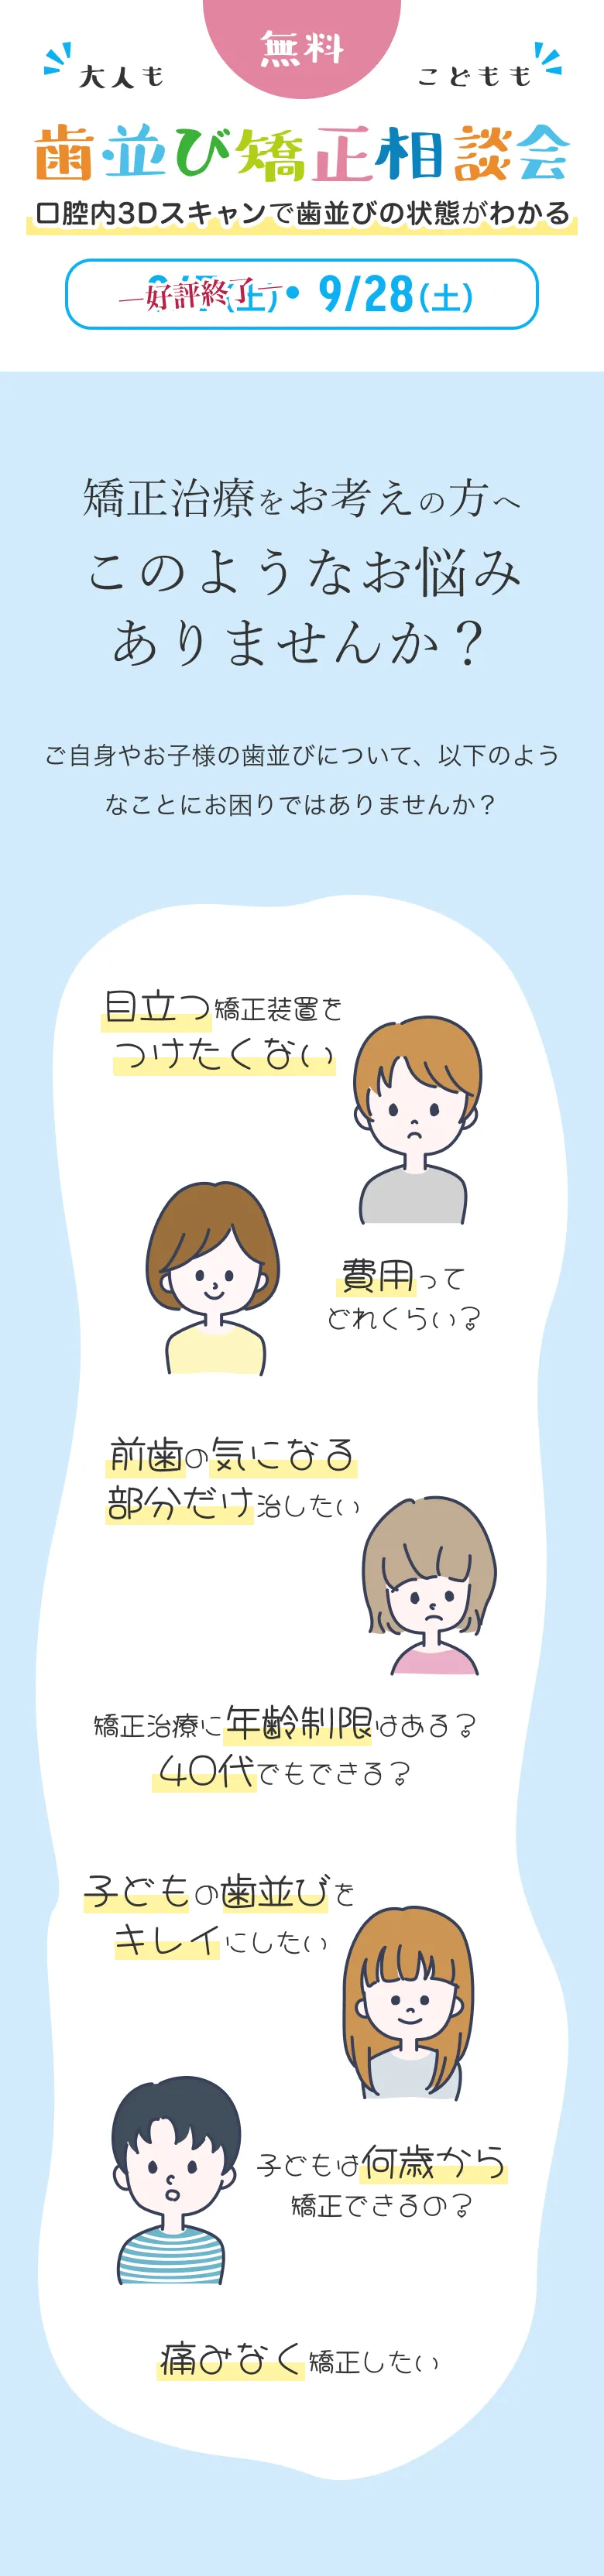 無料
大人も
こどもも
歯並び矯正相談会
口腔内3Dスキャンで歯並びの状態がわかる
好評終了 (土)・9/28(土)
矯正治療をお考えの方へ
このようなお悩み
ありませんか？
ご自身やお子様の歯並びについて、以下のよう
なことにお困りではありませんか？
目立つ矯正装置を
つけたくない
費用って
どれくらい？
前歯の気になる
部分だけ治したい
矯正治療に年齢制限はある？
40代でもできる？
子どもの歯並びを
キレイにしたい
子どもは何歳から
矯正できるの？
痛みなく矯正したい